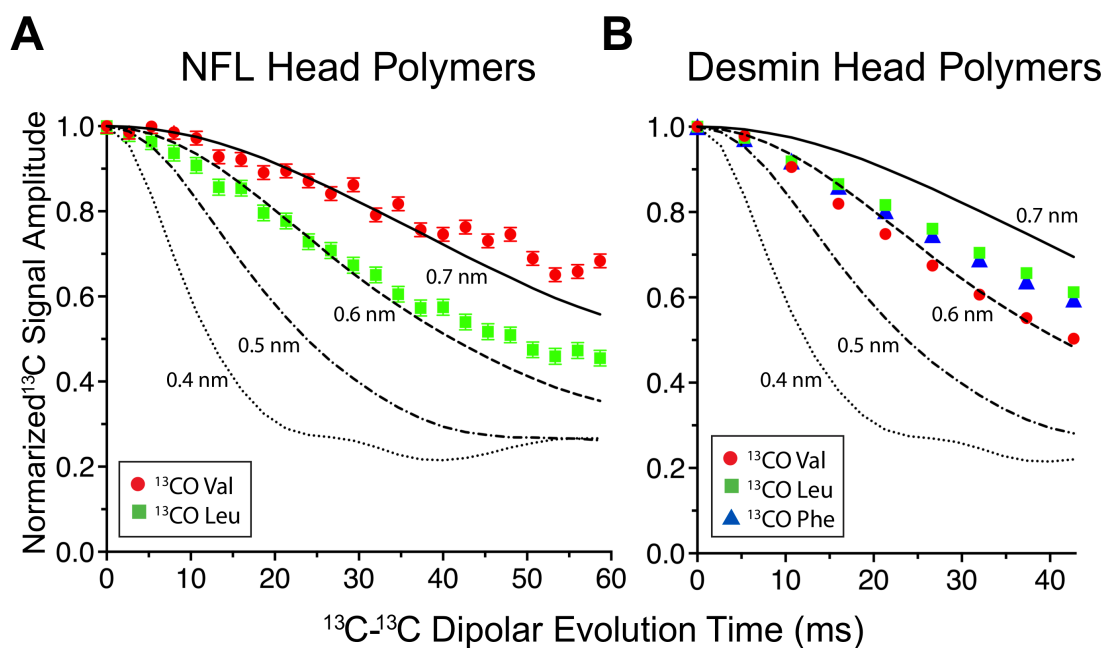 A
B
NFL Head Polymers
Desmin Head Polymers
Normarized¹³C Signal Amplitude
1.0
0.8
0.6
0.4
0.2
0.0
0.7 nm
0.6 nm
0.5 nm
0.4 nm
¹³CO Val
¹³CO Leu
0
10
20
30
40
50
60
1.0
0.8
0.6
0.4
0.2
0.0
0.7 nm
0.6 nm
0.5 nm
0.4 nm
¹³CO Val
¹³CO Leu
¹³CO Phe
0
10
20
30
40
¹³C-¹³C Dipolar Evolution Time (ms)